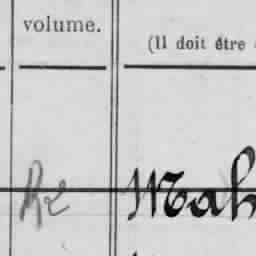 volume.
(Il doit être
Re Mah